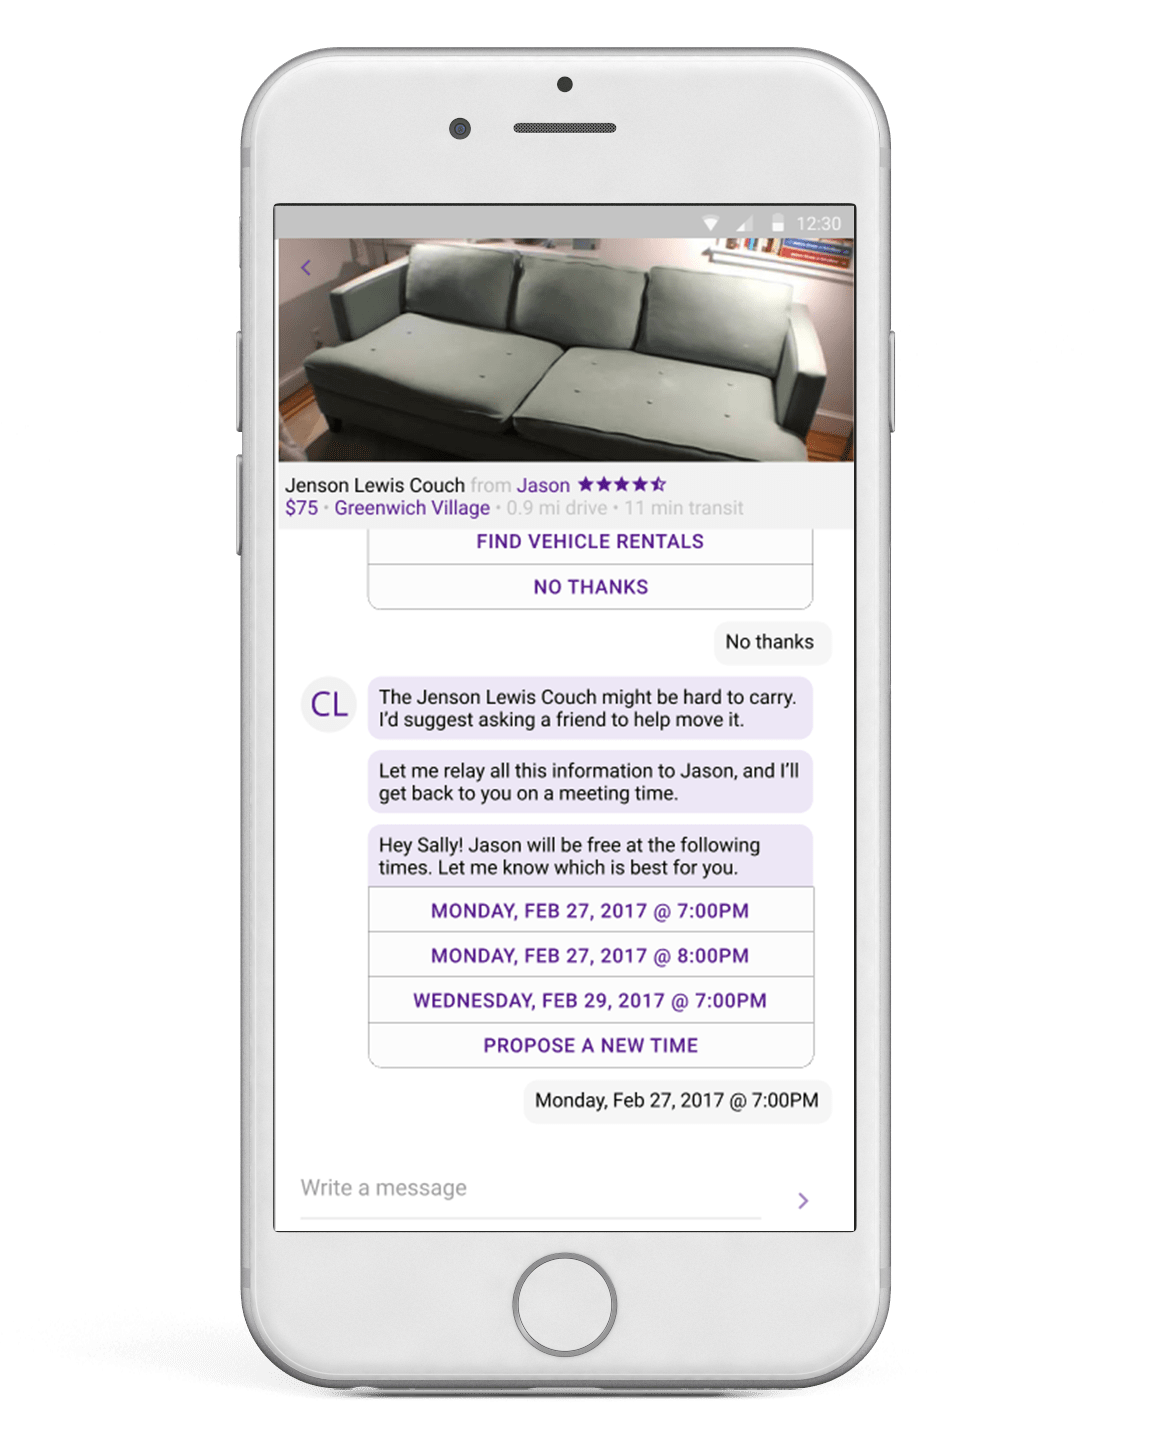 12:30
Jenson Lewis Couch from Jason
$75 • Greenwich Village • 0.9 mi drive • 11 min transit
FIND VEHICLE RENTALS
NO THANKS
No thanks
CL
The Jenson Lewis Couch might be hard to carry.
I'd suggest asking a friend to help move it.
Let me relay all this information to Jason, and I'll
get back to you on a meeting time.
Hey Sally! Jason will be free at the following
times. Let me know which is best for you.
MONDAY, FEB 27, 2017 @ 7:00PM
MONDAY, FEB 27, 2017 @ 8:00PM
WEDNESDAY, FEB 29, 2017 @ 7:00PM
PROPOSE A NEW TIME
Monday, Feb 27, 2017 @ 7:00PM
Write a message